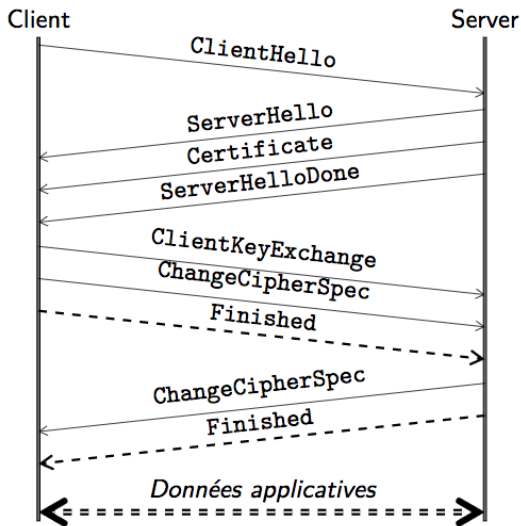 Client
Server
ClientHello
ServerHello
Certificate
ServerHelloDone
ClientKeyExchange
ChangeCipherSpec
Finished
ChangeCipherSpec
Finished
Données applicatives